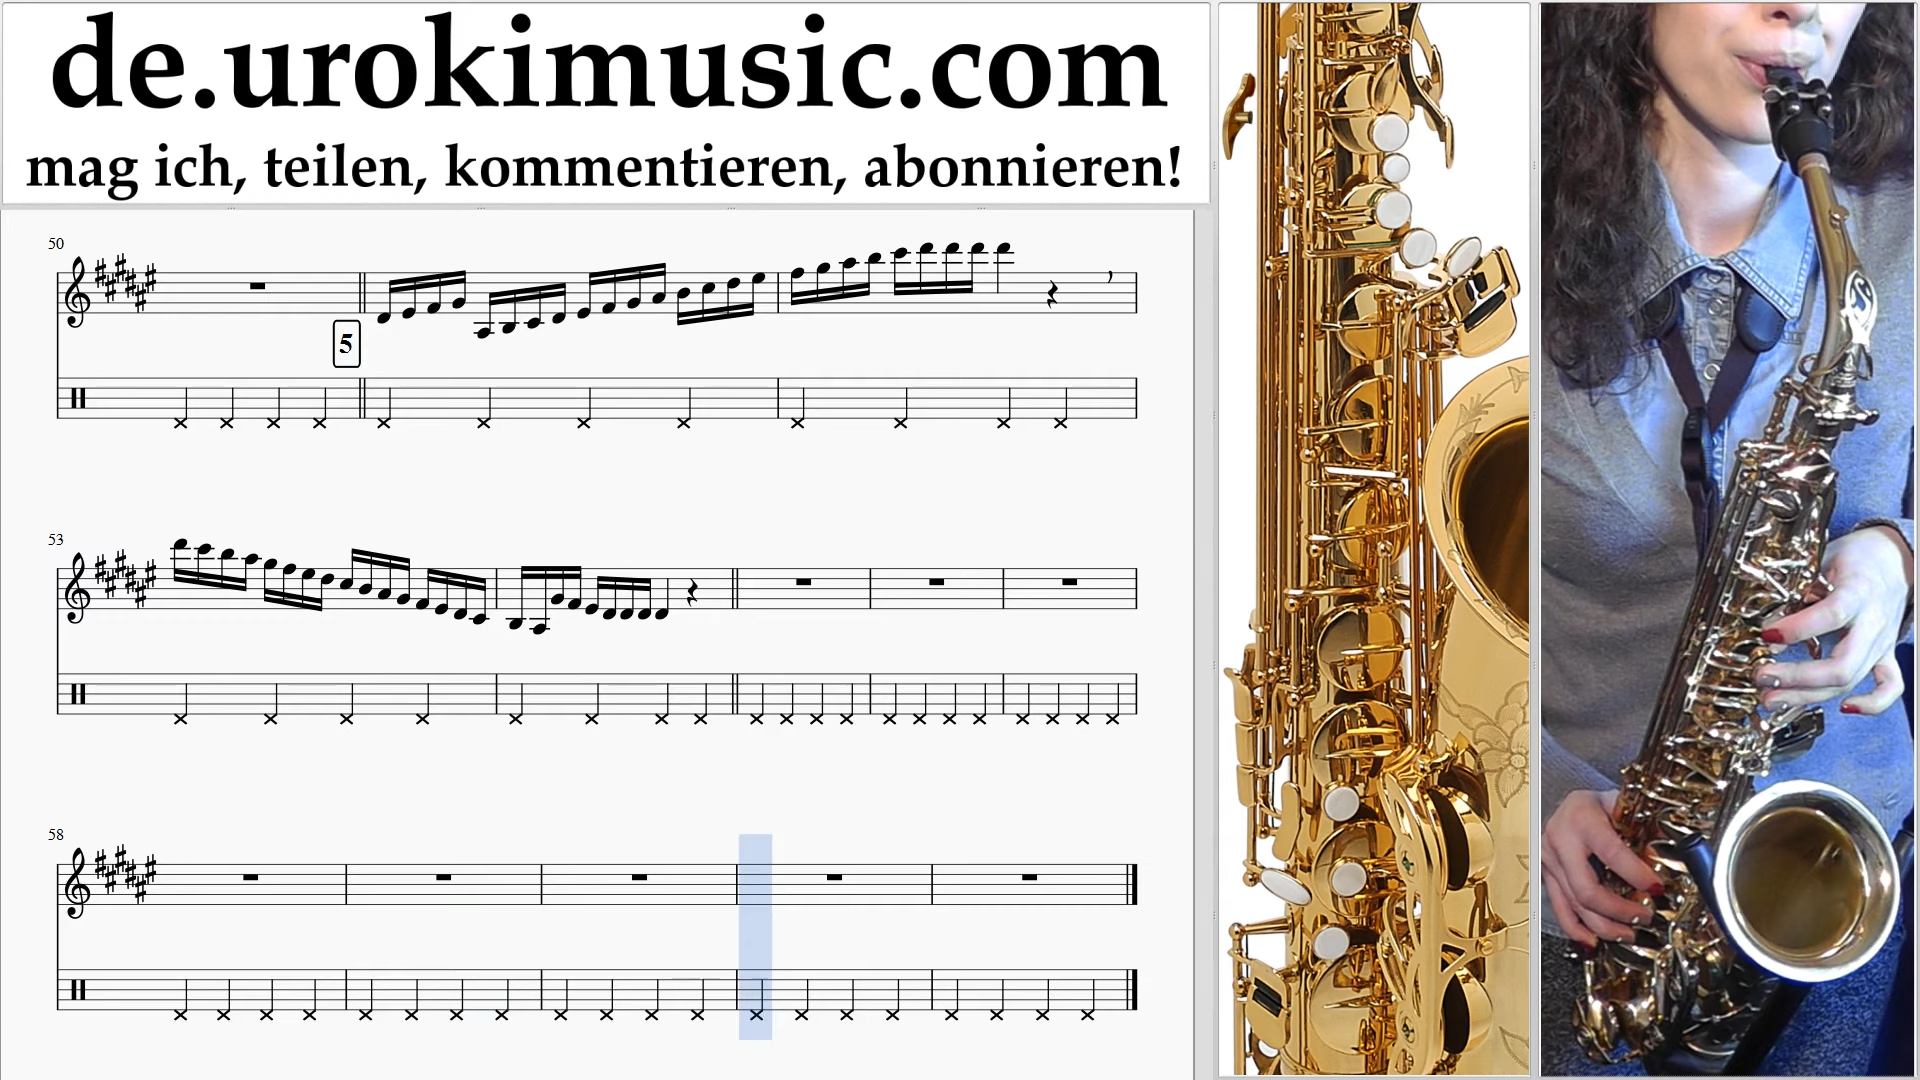 de.urokimusic.com
mag ich, teilen, kommentieren, abonnieren!
50
5
53
58